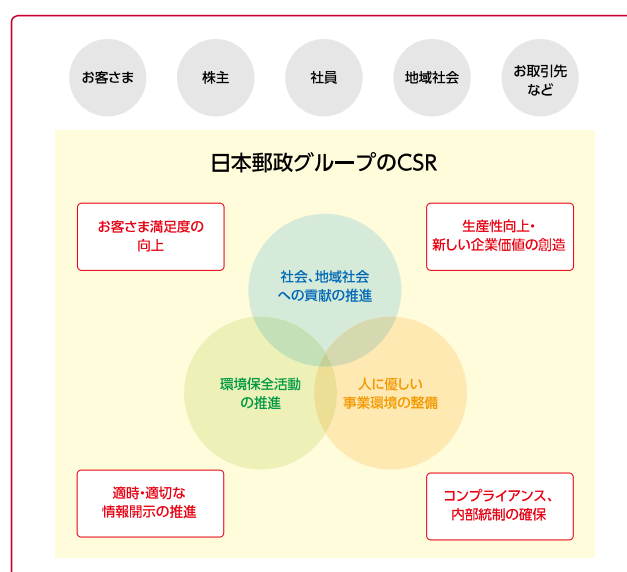 お客さま
株主
社員
地域社会
お取引先
など
日本郵政グループのCSR
お客さま満足度の
向上
生産性向上・
新しい企業価値の創造
社会、地域社会
への貢献の推進
環境保全活動
の推進
人に優しい
事業環境の整備
適時・適切な
情報開示の推進
コンプライアンス、
内部統制の確保